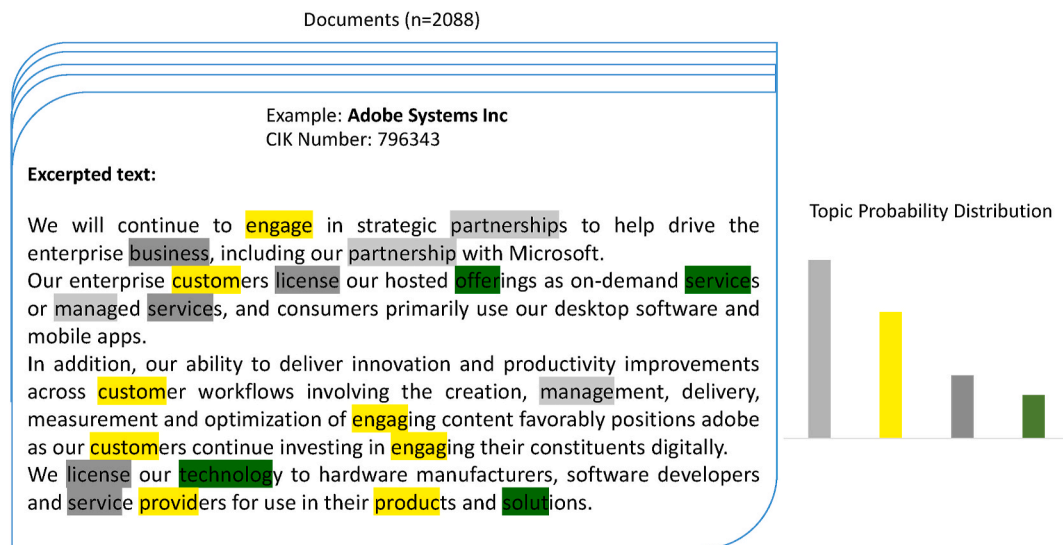 Documents (n=2088)
Example: Adobe Systems Inc
CIK Number: 796343
Excerpted text:
We will continue to engage in strategic partnerships to help drive the
enterprise business, including our partnership with Microsoft.
Our enterprise customers license our hosted offerings as on-demand services
or managed services, and consumers primarily use our desktop software and
mobile apps.
In addition, our ability to deliver innovation and productivity improvements
across customer workflows involving the creation, management, delivery,
measurement and optimization of engaging content favorably positions adobe
as our customers continue investing in engaging their constituents digitally.
We license our technology to hardware manufacturers, software developers
and service providers for use in their products and solutions.
Topic Probability Distribution